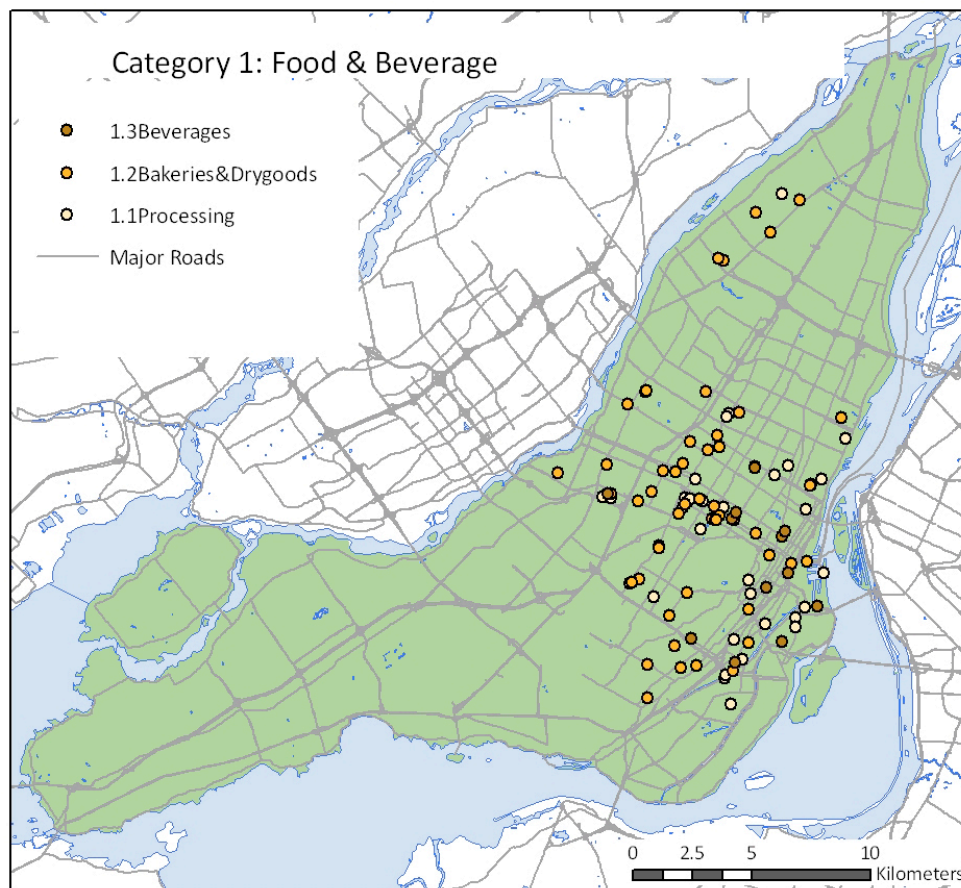 Category 1: Food & Beverage
1.3Beverages
1.2Bakeries&Drygoods
1.1Processing
Major Roads
0 2.5 5 10
Kilometers